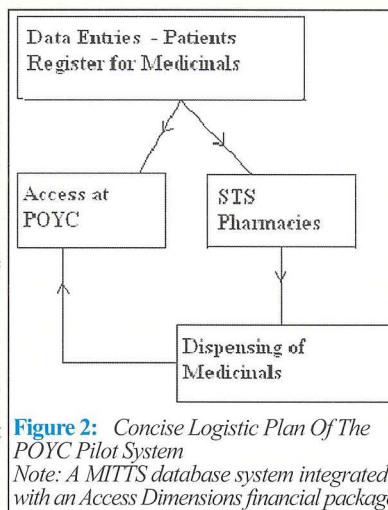 Data Entries - Patients
Register for Medicinals
Access at
POYC
STS
Pharmacies
Dispensing of
Medicinals
Figure 2: Concise Logistic Plan Of The
POYC Pilot System
Note: A MITTS database system integrated
with an Access Dimensions financial package